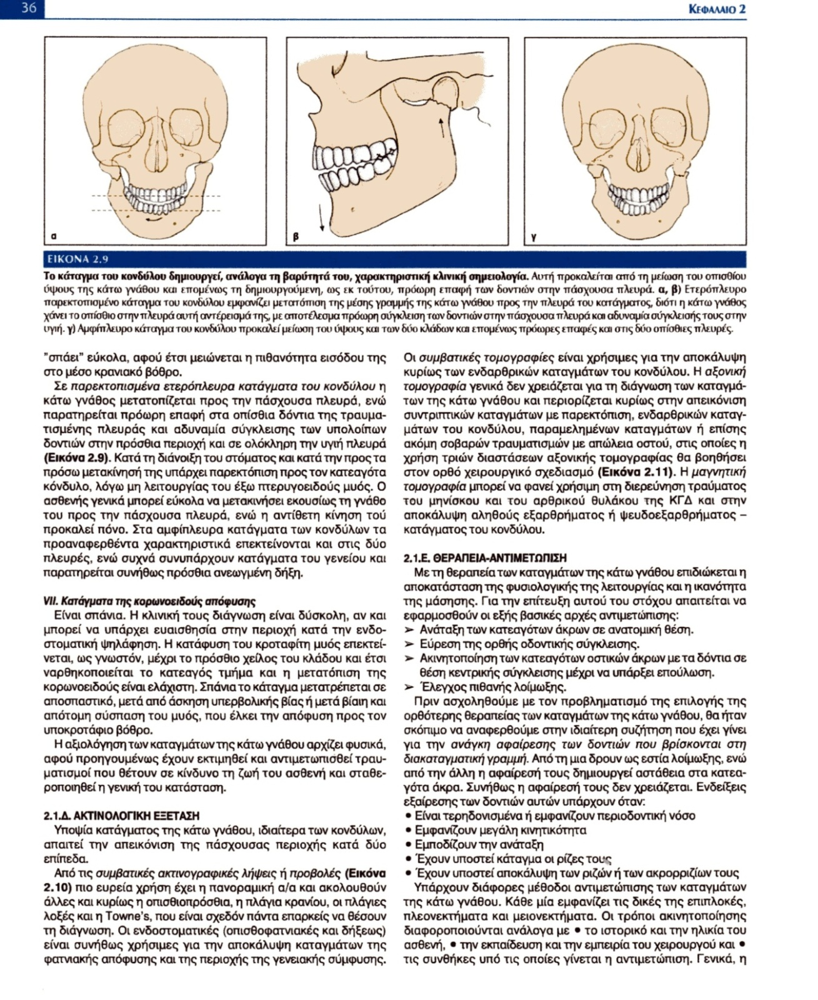 36
ΚΕΦΑΛΑΙΟ 2
α
β
γ
ΕΙΚΟΝΑ 2.9
Το κάταγμα του κονδύλου δημιουργεί, ανάλογα τη βαρύτητά του, χαρακτηριστική κλινική σημειολογία. Αυτή προκαλείται από τη μείωση του οπισθίου
ύψους της κάτω γνάθου και επομένως τη δημιουργούμενη, ως εκ τούτου, πρόωρη επαφή των δοντιών στην πάσχουσα πλευρά. α, β) Ετερόπλευρο
παρεκτοπισμένο κάταγμα του κονδύλου εμφανίζει μετατόπιση της μέσης γραμμής της κάτω γνάθου προς την πλευρά του κατάγματος, διότι η κάτω γνάθος
χάνει το οπίσθιο στην πλευρά αυτή αντέρεισμά της, με αποτέλεσμα πρόωρη σύγκλειση των δοντιών στην πάσχουσα πλευρά και αδυναμία σύγκλεισής τους στην
υγιή. γ) Αμφίπλευρο κάταγμα του κονδύλου προκαλεί μείωση του ύψους και των δύο κλάδων και επομένως πρόωρες επαφές και στις δύο οπίσθιες πλευρές.
"σπάει" εύκολα, αφού έτσι μειώνεται η πιθανότητα εισόδου της
στο μέσο κρανιακό βόθρο.
Σε παρεκτοπισμένα ετερόπλευρα κατάγματα του κονδύλου η
κάτω γνάθος μετατοπίζεται προς την πάσχουσα πλευρά, ενώ
παρατηρείται πρόωρη επαφή στα οπίσθια δόντια της τραυμα-
τισμένης πλευράς και αδυναμία σύγκλεισης των υπολοίπων
δοντιών στην πρόσθια περιοχή και σε ολόκληρη την υγιή πλευρά
(Εικόνα 2.9). Κατά τη διάνοιξη του στόματος και κατά την προς τα
πρόσω μετακίνησή της υπάρχει παρεκτόπιση προς τον κατεαγότα
κόνδυλο, λόγω μη λειτουργίας του έξω πτερυγοειδούς μυός. Ο
ασθενής γενικά μπορεί εύκολα να μετακινήσει εκουσίως τη γνάθο
του προς την πάσχουσα πλευρά, ενώ η αντίθετη κίνηση τού
προκαλεί πόνο. Στα αμφίπλευρα κατάγματα των κονδύλων τα
προαναφερθέντα χαρακτηριστικά επεκτείνονται και στις δύο
πλευρές, ενώ συχνά συνυπάρχουν κατάγματα του γενείου και
παρατηρείται συνήθως πρόσθια ανεωγμένη δήξη.
VII. Κατάγματα της κορωνοειδούς απόφυσης
Είναι σπάνια. Η κλινική τους διάγνωση είναι δύσκολη, αν και
μπορεί να υπάρχει ευαισθησία στην περιοχή κατά την ενδο-
στοματική ψηλάφηση. Η κατάφυση του κροταφίτη μυός επεκτεί-
νεται, ως γνωστόν, μέχρι το πρόσθιο χείλος του κλάδου και έτσι
ναρθηκοποιείται το κατεαγός τμήμα και η μετατόπιση της
κορωνοειδούς είναι ελάχιστη. Σπάνια το κάταγμα μετατρέπεται σε
αποσπαστικό, μετά από άσκηση υπερβολικής βίας ή μετά βίαιη και
απότομη σύσπαση του μυός, που έλκει την απόφυση προς τον
υποκροτάφιο βόθρο.
Η αξιολόγηση των καταγμάτων της κάτω γνάθου αρχίζει φυσικά,
αφού προηγουμένως έχουν εκτιμηθεί και αντιμετωπισθεί τραυ-
ματισμοί που θέτουν σε κίνδυνο τη ζωή του ασθενή και σταθε-
ροποιηθεί η γενική του κατάσταση.
2.1.Δ. ΑΚΤΙΝΟΛΟΓΙΚΗ ΕΞΕΤΑΣΗ
Υποψία κατάγματος της κάτω γνάθου, ιδιαίτερα των κονδύλων,
απαιτεί την απεικόνιση της πάσχουσας περιοχής κατά δύο
επίπεδα.
Από τις συμβατικές ακτινογραφικές λήψεις ή προβολές (Εικόνα
2.10) πιο ευρεία χρήση έχει η πανοραμική α/α και ακολουθούν
άλλες και κυρίως η οπισθιοπρόσθια, η πλάγια κρανίου, οι πλάγιες
λοξές και η Towne's, που είναι σχεδόν πάντα επαρκείς να θέσουν
τη διάγνωση. Οι ενδοστοματικές (οπισθοφατνιακές και δήξεως)
είναι συνήθως χρήσιμες για την αποκάλυψη καταγμάτων της
φατνιακής απόφυσης και της περιοχής της γενειακής σύμφυσης.
Οι συμβατικές τομογραφίες είναι χρήσιμες για την αποκάλυψη
κυρίως των ενδαρθρικών καταγμάτων του κονδύλου. Η αξονική
τομογραφία γενικά δεν χρειάζεται για τη διάγνωση των καταγμά-
των της κάτω γνάθου και περιορίζεται κυρίως στην απεικόνιση
συντριπτικών καταγμάτων με παρεκτόπιση, ενδαρθρικών καταγ-
μάτων του κονδύλου, παραμελημένων καταγμάτων ή επίσης
ακόμη σοβαρών τραυματισμών με απώλεια οστού, στις οποίες η
χρήση τριών διαστάσεων αξονικής τομογραφίας θα βοηθήσει
στον ορθό χειρουργικό σχεδιασμό (Εικόνα 2.11). Η μαγνητική
τομογραφία μπορεί να φανεί χρήσιμη στη διερεύνηση τραύματος
του μηνίσκου και του αρθρικού θυλάκου της ΚΓΔ και στην
αποκάλυψη αληθούς εξαρθρήματος ή ψευδοεξαρθρήματος –
κατάγματος του κονδύλου.
2.1.Ε. ΘΕΡΑΠΕΙΑ-ΑΝΤΙΜΕΤΩΠΙΣΗ
Με τη θεραπεία των καταγμάτων της κάτω γνάθου επιδιώκεται η
αποκατάσταση της φυσιολογικής της λειτουργίας και η ικανότητα
της μάσησης. Για την επίτευξη αυτού του στόχου απαιτείται να
εφαρμοσθούν οι εξής βασικές αρχές αντιμετώπισης:
➢ Ανάταξη των κατεαγότων άκρων σε ανατομική θέση.
➢ Εύρεση της ορθής οδοντικής σύγκλεισης.
➢ Ακινητοποίηση των κατεαγότων οστικών άκρων με τα δόντια σε
θέση κεντρικής σύγκλεισης μέχρι να υπάρξει επούλωση.
➢ Έλεγχος πιθανής λοίμωξης.
Πριν ασχοληθούμε με τον προβληματισμό της επιλογής της
ορθότερης θεραπείας των καταγμάτων της κάτω γνάθου, θα ήταν
σκόπιμο να αναφερθούμε στην ιδιαίτερη συζήτηση που έχει γίνει
για την ανάγκη αφαίρεσης των δοντιών που βρίσκονται στη
διακαταγματική γραμμή. Από τη μια δρουν ως εστία λοίμωξης, ενώ
από την άλλη η αφαίρεσή τους δημιουργεί αστάθεια στα κατεα-
γότα άκρα. Συνήθως η αφαίρεσή τους δεν χρειάζεται. Ενδείξεις
εξαίρεσης των δοντιών αυτών υπάρχουν όταν:
• Είναι τερηδονισμένα ή εμφανίζουν περιοδοντική νόσο
• Εμφανίζουν μεγάλη κινητικότητα
• Εμποδίζουν την ανάταξη
• Έχουν υποστεί κάταγμα οι ρίζες τους
• Έχουν υποστεί αποκάλυψη των ριζών ή των ακρορριζίων τους
Υπάρχουν διάφορες μέθοδοι αντιμετώπισης των καταγμάτων
της κάτω γνάθου. Κάθε μία εμφανίζει τις δικές της επιπλοκές,
πλεονεκτήματα και μειονεκτήματα. Οι τρόποι ακινητοποίησης
διαφοροποιούνται ανάλογα με • το ιστορικό και την ηλικία του
ασθενή, • την εκπαίδευση και την εμπειρία του χειρουργού και •
τις συνθήκες υπό τις οποίες γίνεται η αντιμετώπιση. Γενικά, η